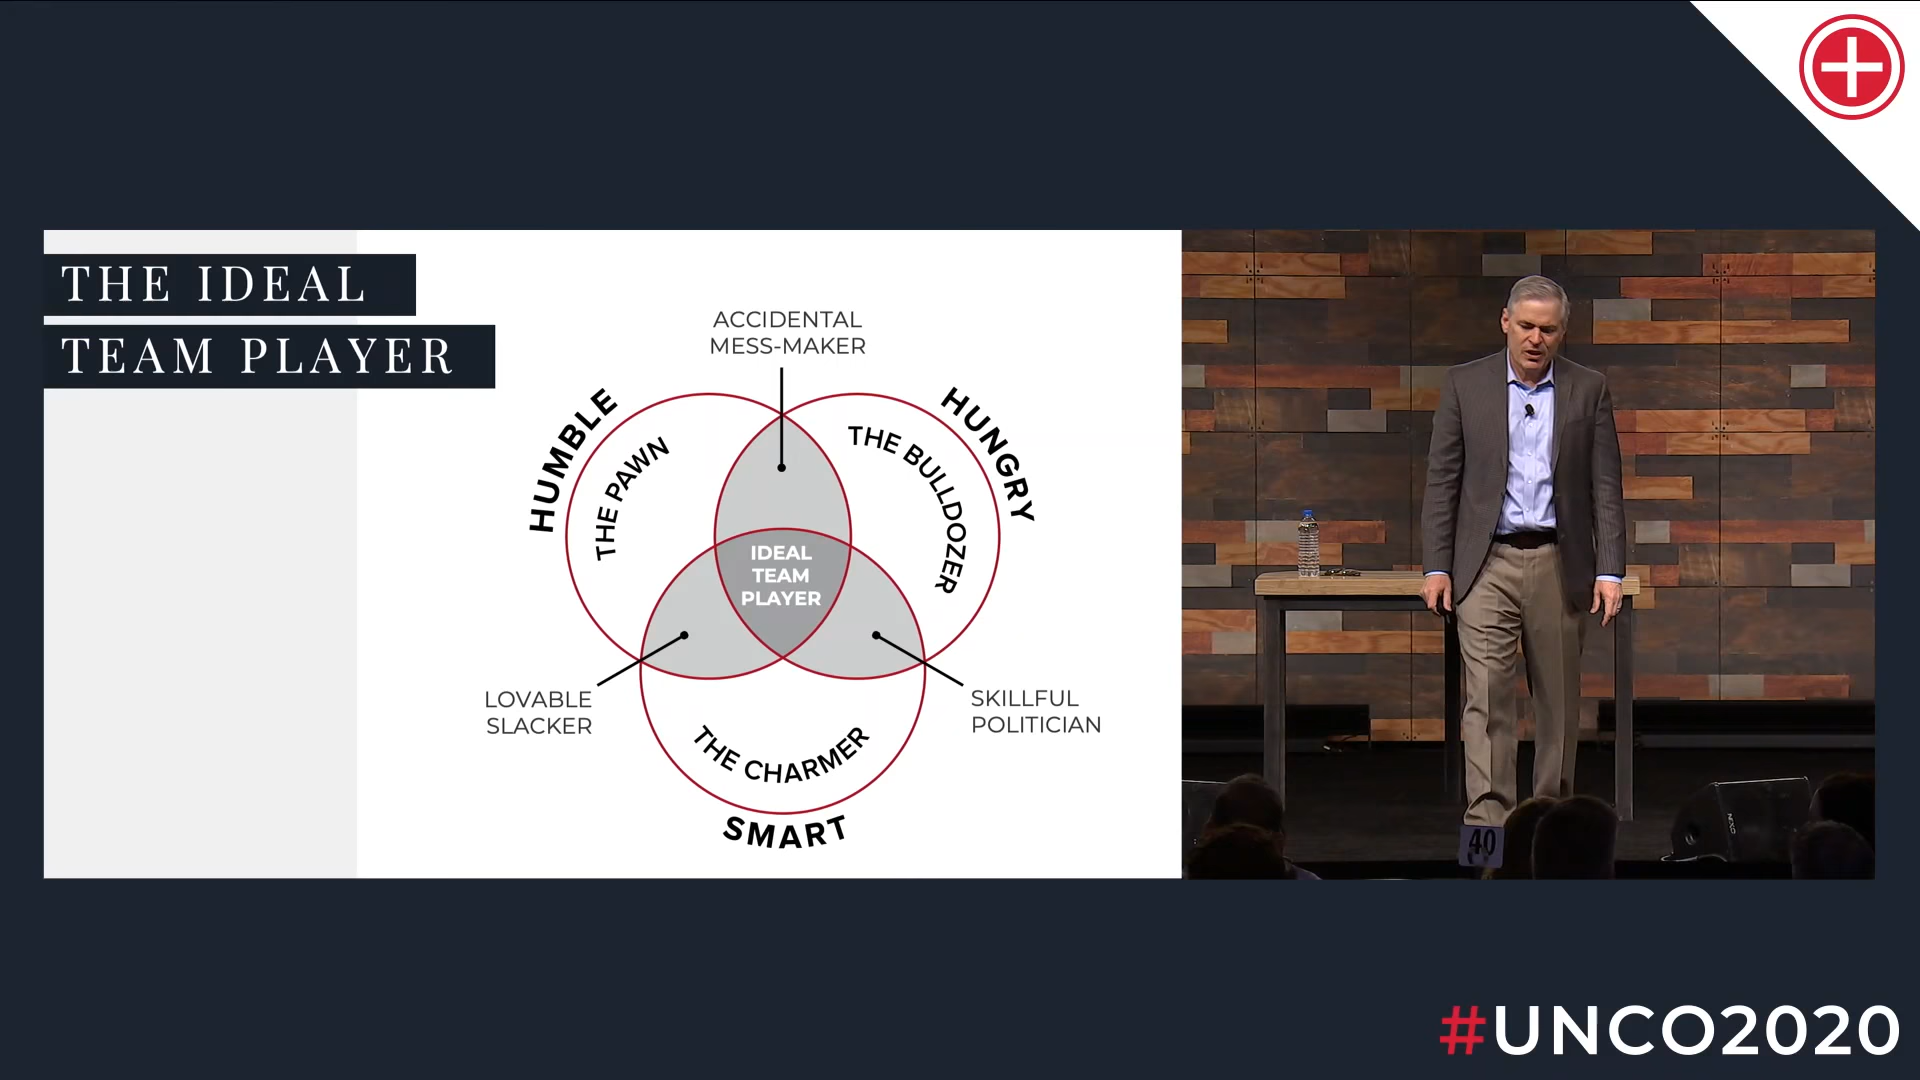 THE IDEAL
TEAM PLAYER
ACCIDENTAL
MESS-MAKER
HUMBLE
HUNGRY
THE PAWN
THE BULLDOZER
IDEAL
TEAM
PLAYER
LOVABLE
SLACKER
SKILLFUL
POLITICIAN
THE CHARMER
SMART
40
NEXO
#UNCO2020